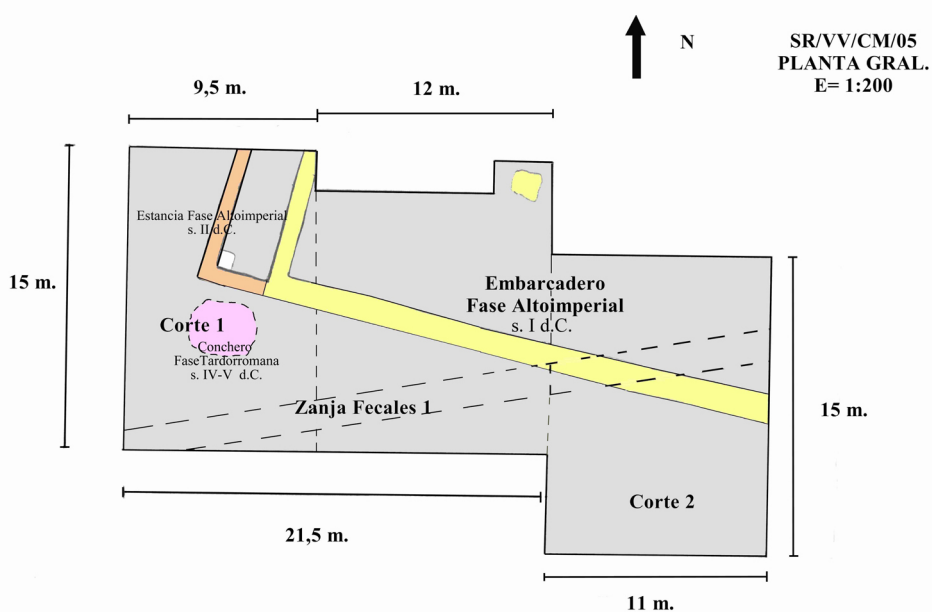 N
SR/VV/CM/05
PLANTA GRAL.
E= 1:200
9,5 m.
12 m.
15 m.
Estancia Fase Altoimperial
s. II d.C.
Embarcadero
Fase Altoimperial
s. I d.C.
Corte 1
Conchero
FaseTardorromana
s. IV-V d.C.
Zanja Fecales 1
15 m.
Corte 2
21,5 m.
11 m.